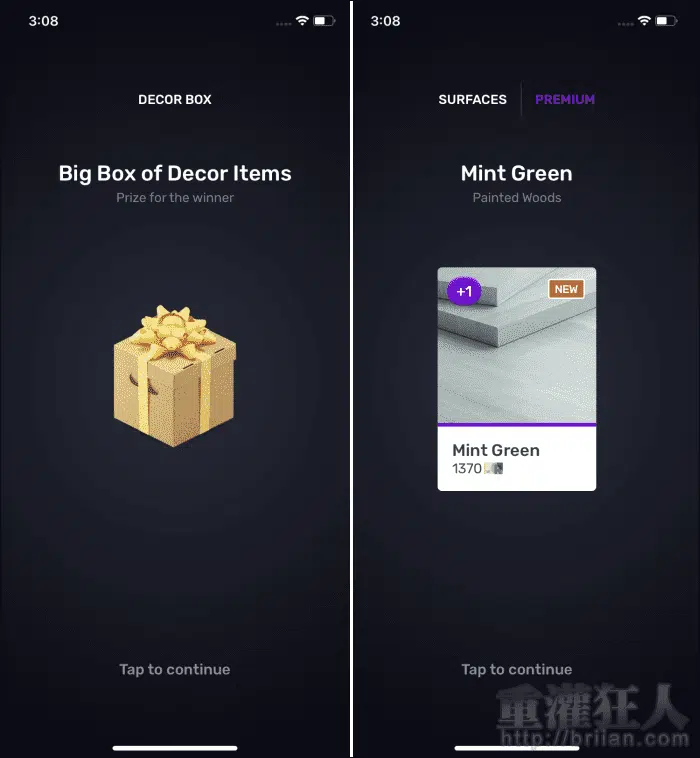 3:08
DECOR BOX
Big Box of Decor Items
Prize for the winner
Tap to continue
3:08
SURFACES
PREMIUM
Mint Green
Painted Woods
+1
NEW
Mint Green
1370
Tap to continue
重灌狂人
http://briian.com